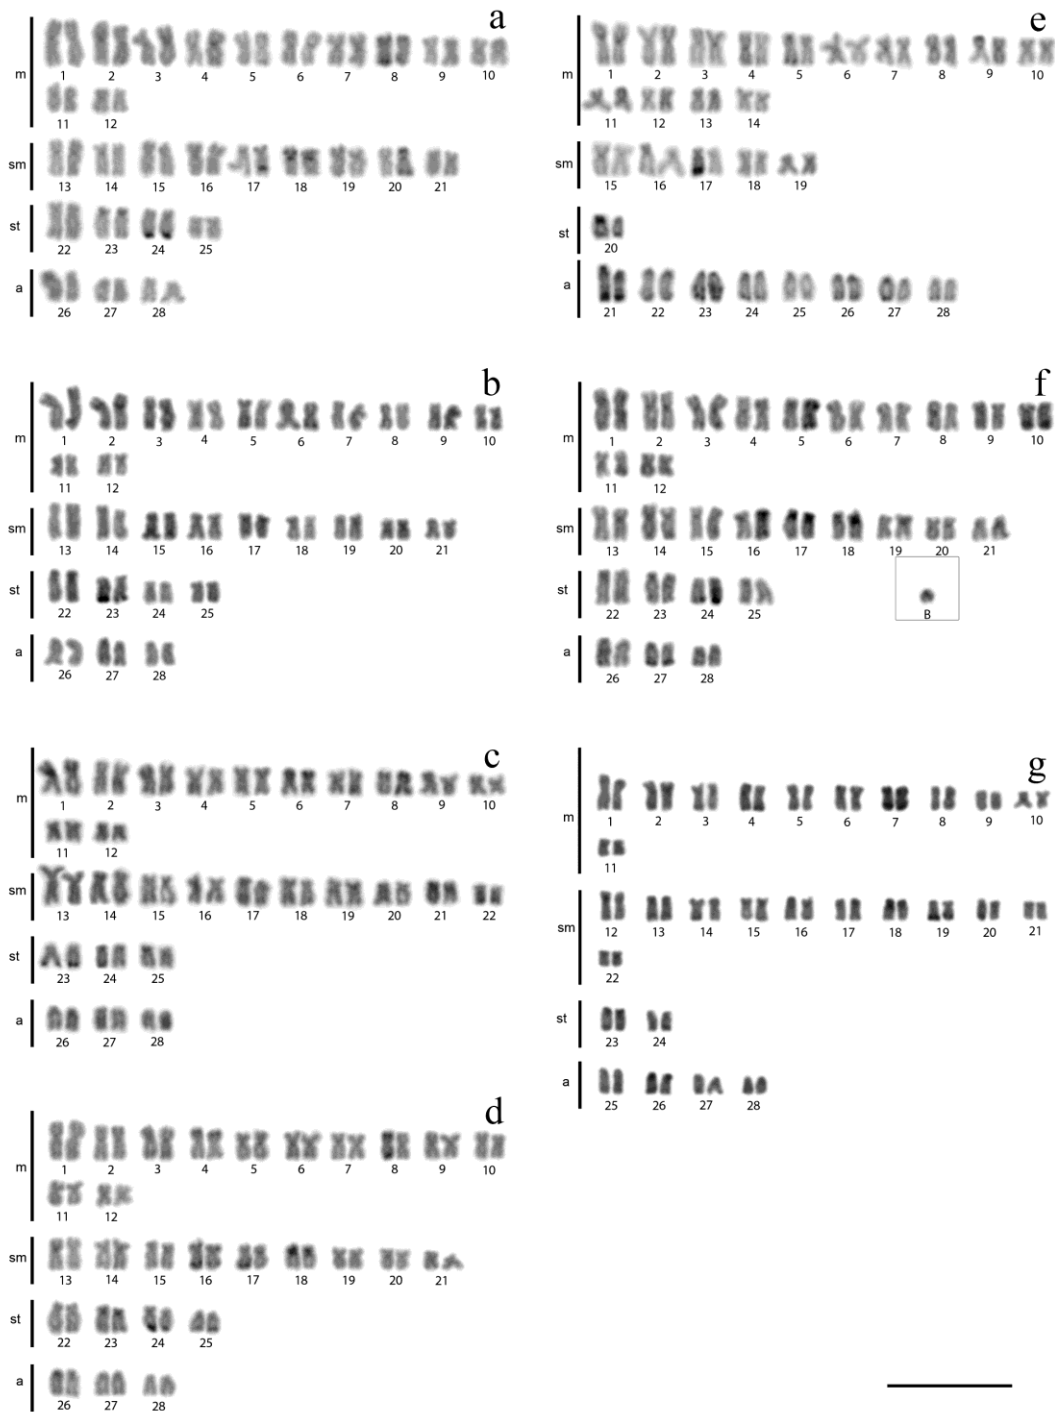 a
m
1 2 3 4 5 6 7 8 9 10
11 12
sm
13 14 15 16 17 18 19 20 21
st
22 23 24 25
a
26 27 28
b
m
1 2 3 4 5 6 7 8 9 10
11 12
sm
13 14 15 16 17 18 19 20 21
st
22 23 24 25
a
26 27 28
c
m
1 2 3 4 5 6 7 8 9 10
11 12
sm
13 14 15 16 17 18 19 20 21 22
st
23 24 25
a
26 27 28
d
m
1 2 3 4 5 6 7 8 9 10
11 12
sm
13 14 15 16 17 18 19 20 21
st
22 23 24 25
a
26 27 28
e
m
1 2 3 4 5 6 7 8 9 10
11 12 13 14
sm
15 16 17 18 19
st
20
a
21 22 23 24 25 26 27 28
f
m
1 2 3 4 5 6 7 8 9 10
11 12
sm
13 14 15 16 17 18 19 20 21
st
22 23 24 25
B
a
26 27 28
g
m
1 2 3 4 5 6 7 8 9 10
11
sm
12 13 14 15 16 17 18 19 20 21
22
st
23 24
a
25 26 27 28